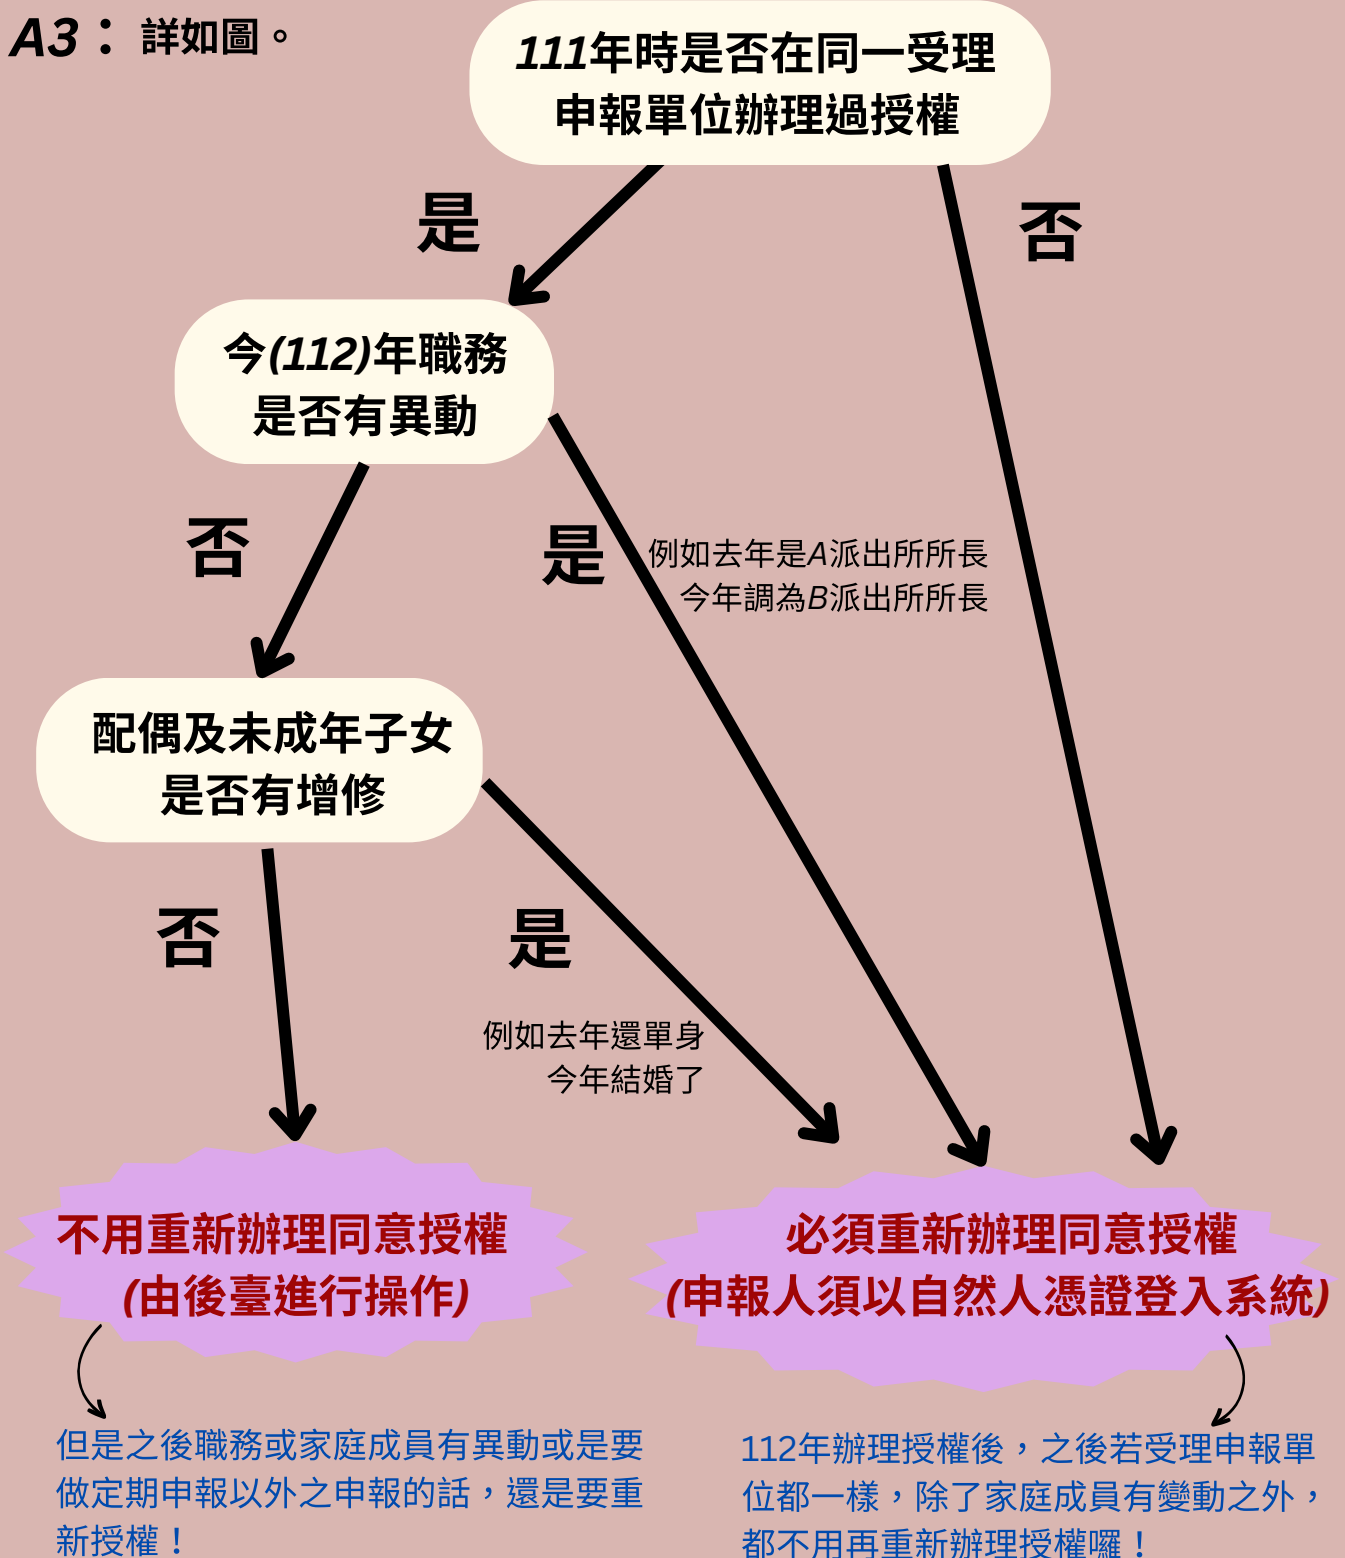 A3：詳如圖。
111年時是否在同一受理
申報單位辦理過授權
是
否
今(112)年職務
是否有異動
否
是
例如去年是A派出所所長
今年調為B派出所所長
配偶及未成年子女
是否有增修
否
是
例如去年還單身
今年結婚了
不用重新辦理同意授權
(由後臺進行操作)
必須重新辦理同意授權
(申報人須以自然人憑證登入系統)
但是之後職務或家庭成員有異動或是要
做定期申報以外之申報的話，還是要重
新授權！
112年辦理授權後，之後若受理申報單
位都一樣，除了家庭成員有變動之外，
都不用再重新辦理授權囉！